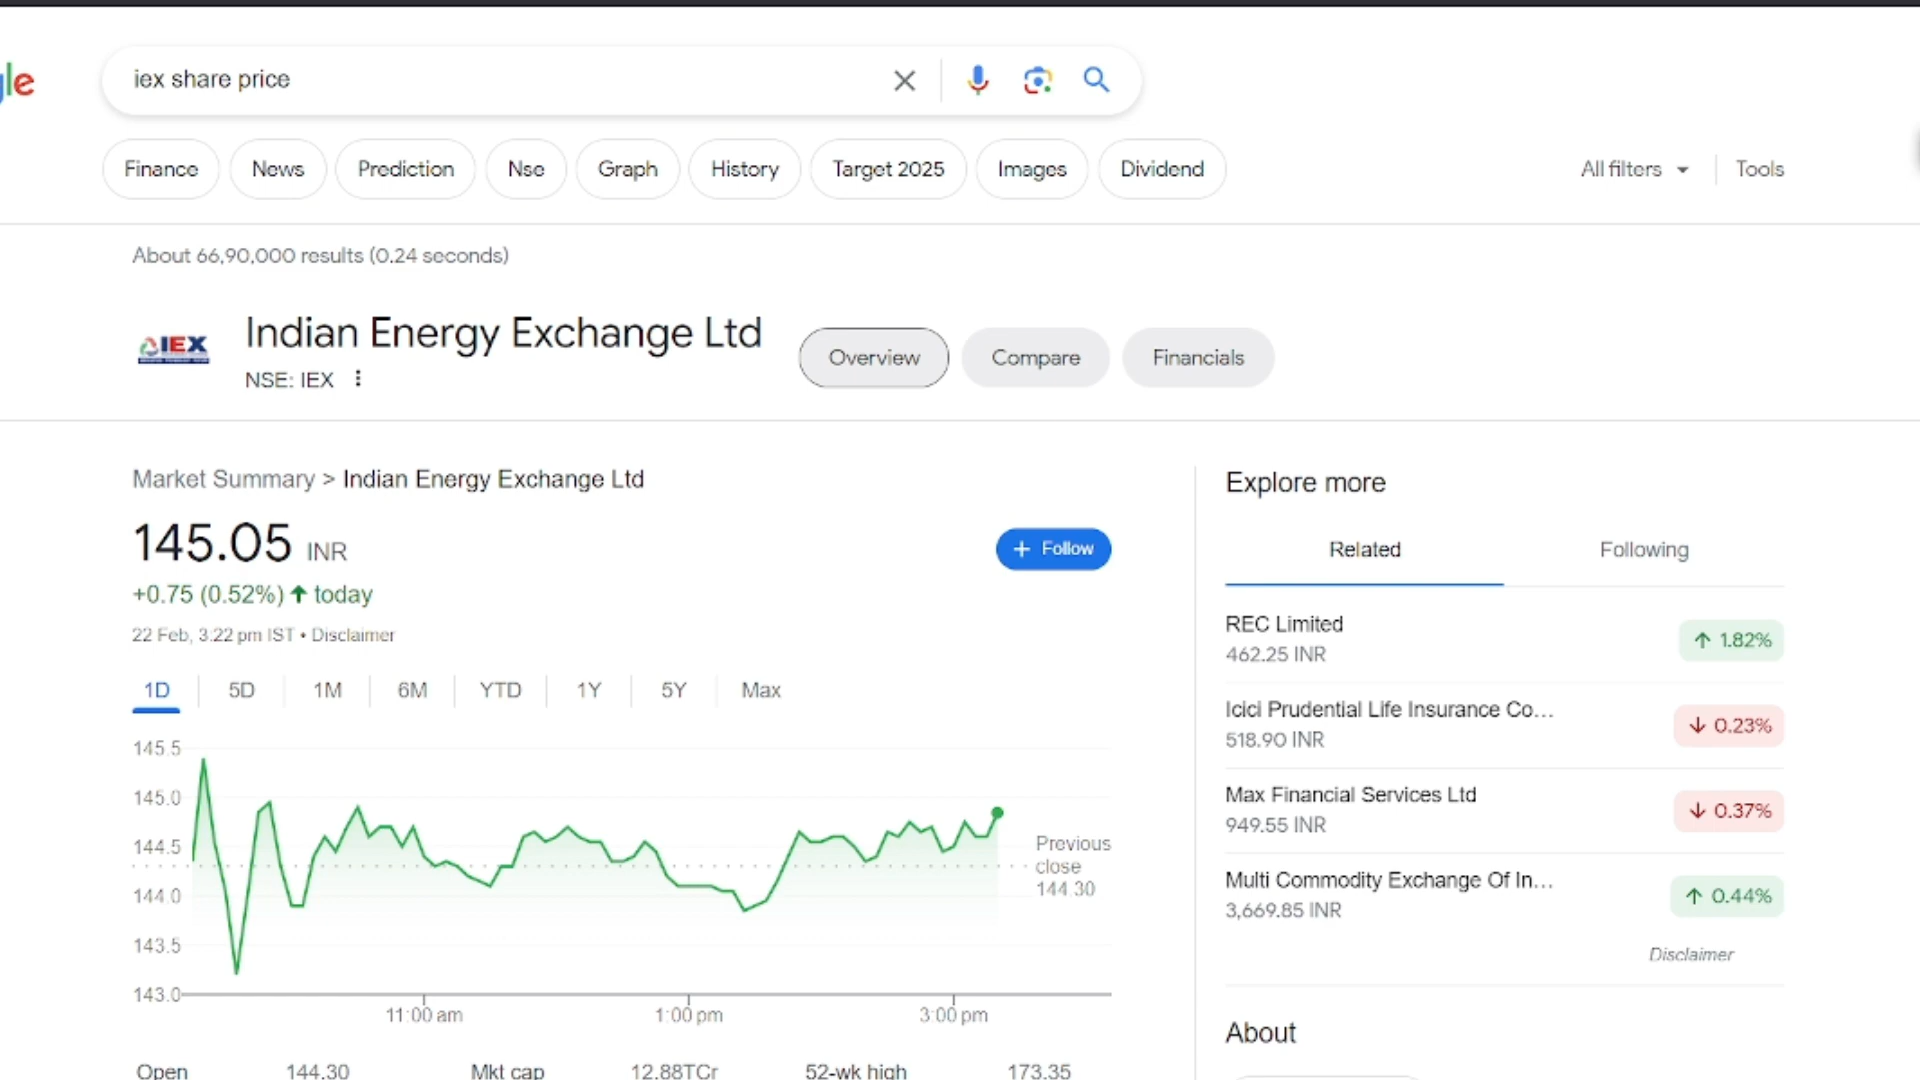 gle
iex share price
Finance News Prediction Nse Graph History Target 2025 Images Dividend All filters Tools
About 66,90,000 results (0.24 seconds)
IEX
Indian Energy Exchange Ltd
NSE: IEX
Overview Compare Financials
Market Summary > Indian Energy Exchange Ltd
145.05 INR
+ Follow
+0.75 (0.52%) ↑ today
22 Feb, 3.22 pm IST • Disclaimer
1D 5D 1M 6M YTD 1Y 5Y Max
145.5
145.0
144.5
144.0
143.5
143.0
Previous
close
144.30
11:00 am 1:00 pm 3:00 pm
Open 144.30 Mkt cap 12.88TCr 52-wk high 173.35
Explore more
Related Following
REC Limited
462.25 INR
↑ 1.82%
Icici Prudential Life Insurance Co...
518.90 INR
↓ 0.23%
Max Financial Services Ltd
949.55 INR
↓ 0.37%
Multi Commodity Exchange Of In...
3,669.85 INR
↑ 0.44%
Disclaimer
About